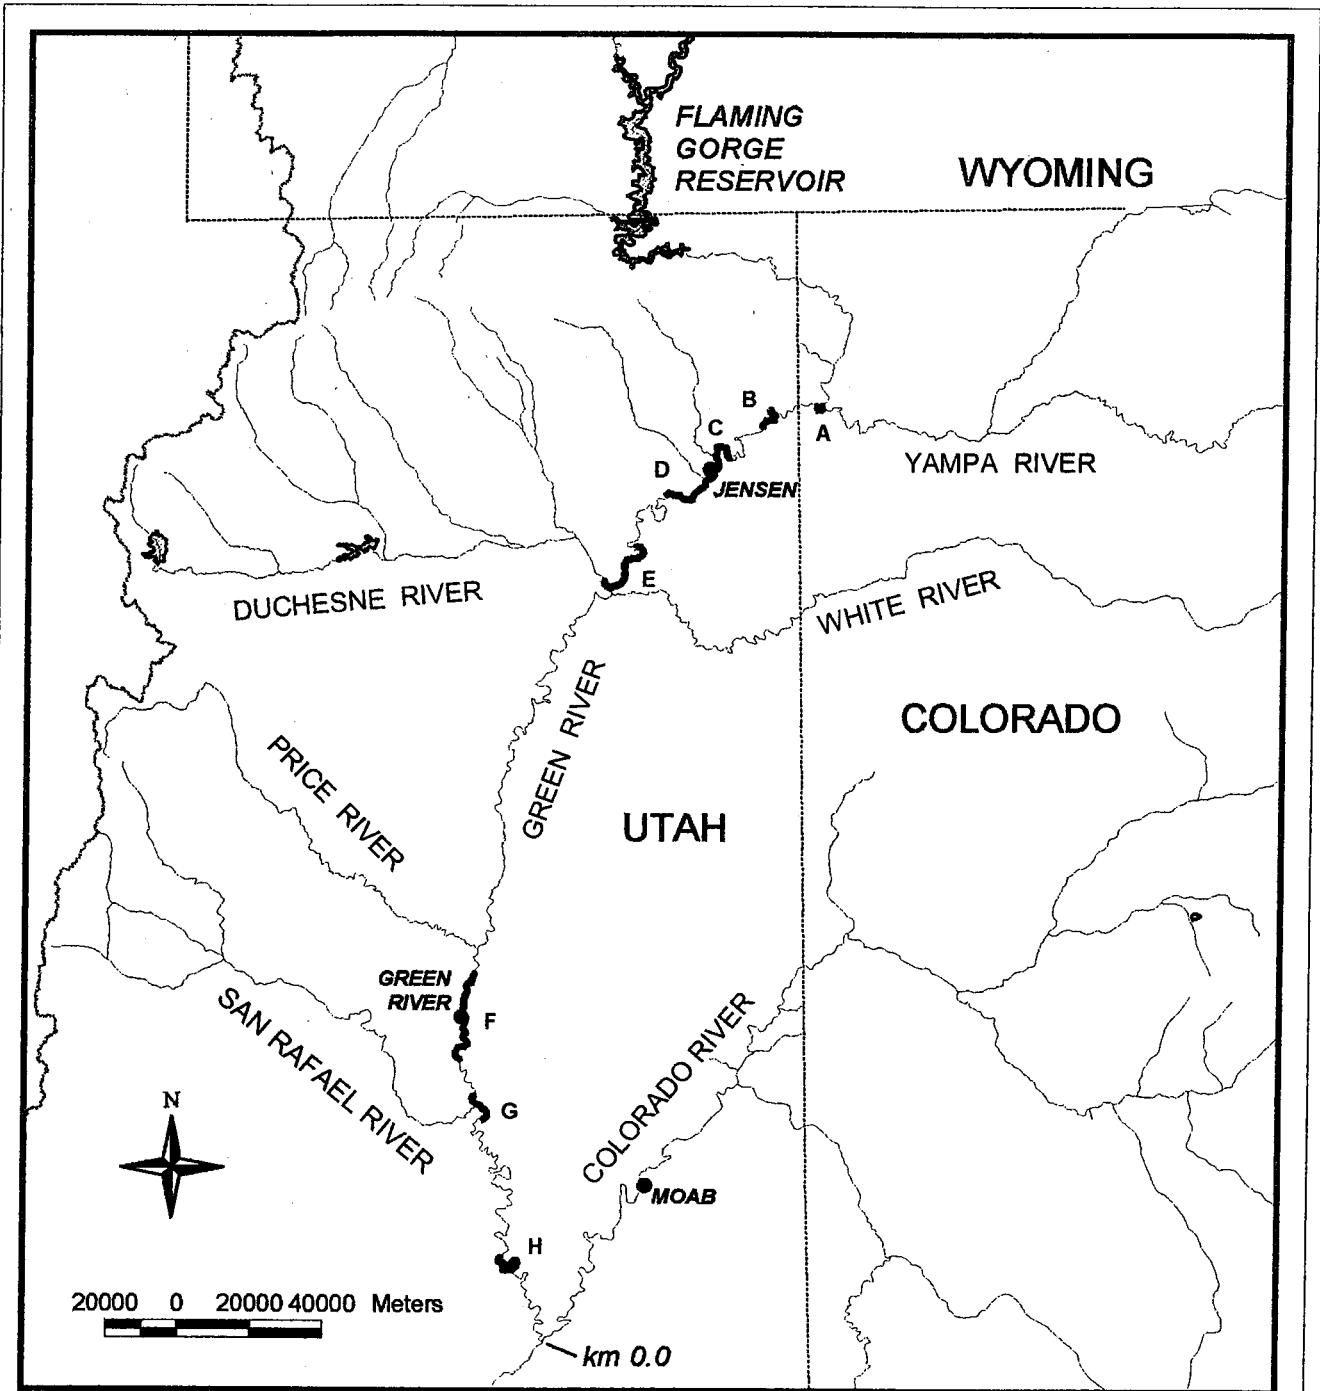 FLAMING
GORGE
RESERVOIR
WYOMING
B
A
C
YAMPA RIVER
D
JENSEN
E
DUCHESNE RIVER
WHITE RIVER
GREEN RIVER
COLORADO
PRICE RIVER
UTAH
GREEN
RIVER
F
SAN RAFAEL RIVER
COLORADO RIVER
G
N
MOAB
H
20000 0 20000 40000 Meters
km 0.0